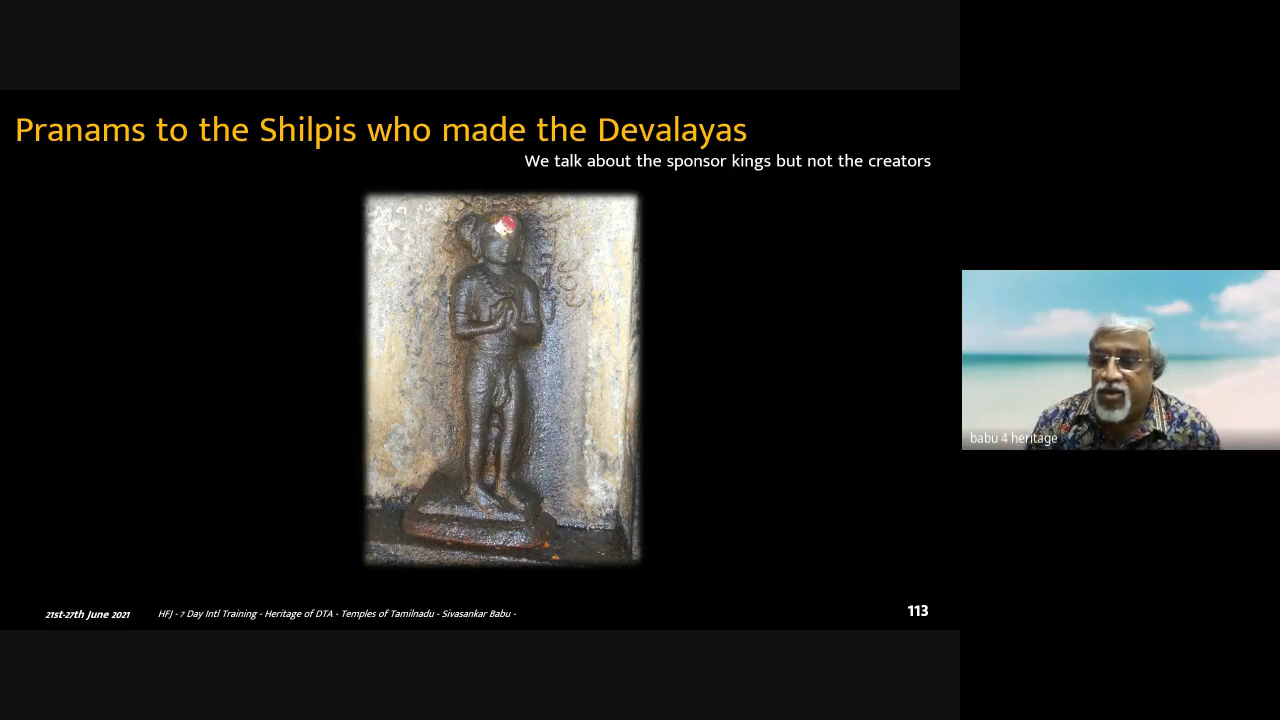 Pranams to the Shilpis who made the Devalayas
We talk about the sponsor kings but not the creators
babu 4 heritage
21st-27th June 2021 HFJ - 7 Day Intl Training - Heritage of DTA - Temples of Tamilnadu - Sivasankar Babu - 113